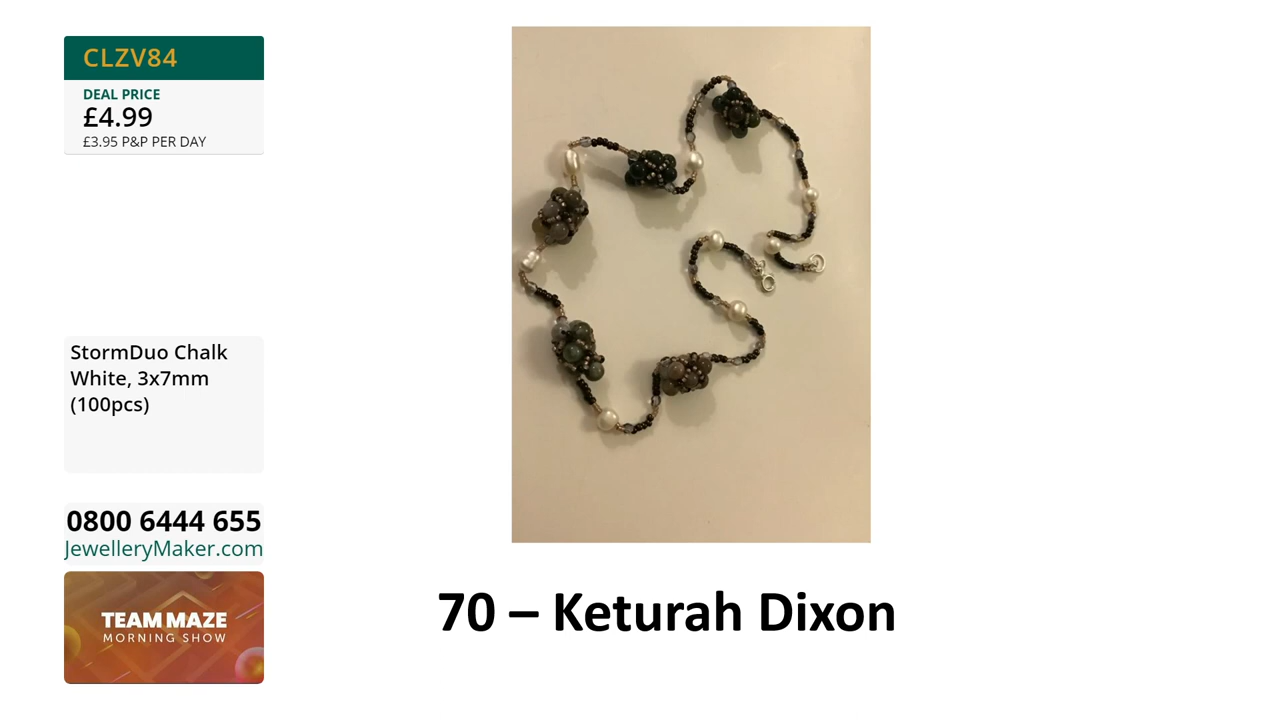 CLZV84
DEAL PRICE
£4.99
£3.95 P&P PER DAY
StormDuo Chalk
White, 3x7mm
(100pcs)
0800 6444 655
JewelleryMaker.com
TEAM MAZE
MORNING SHOW
70 – Keturah Dixon